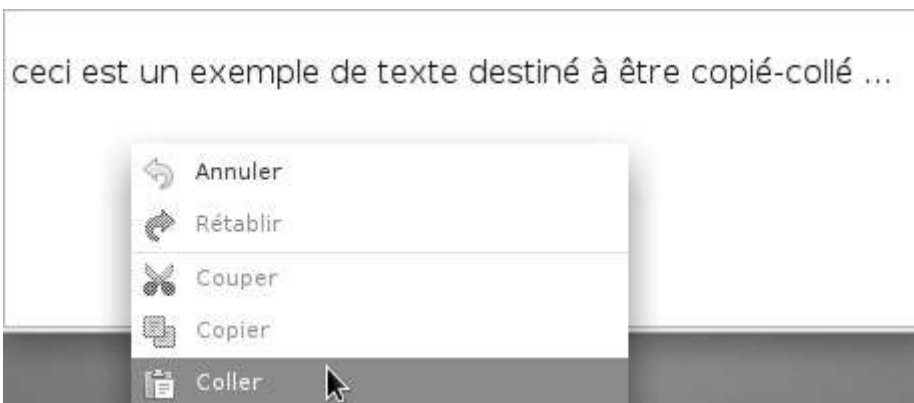 ceci est un exemple de texte destiné à être copié-collé ...
Annuler
Rétablir
Couper
Copier
Coller